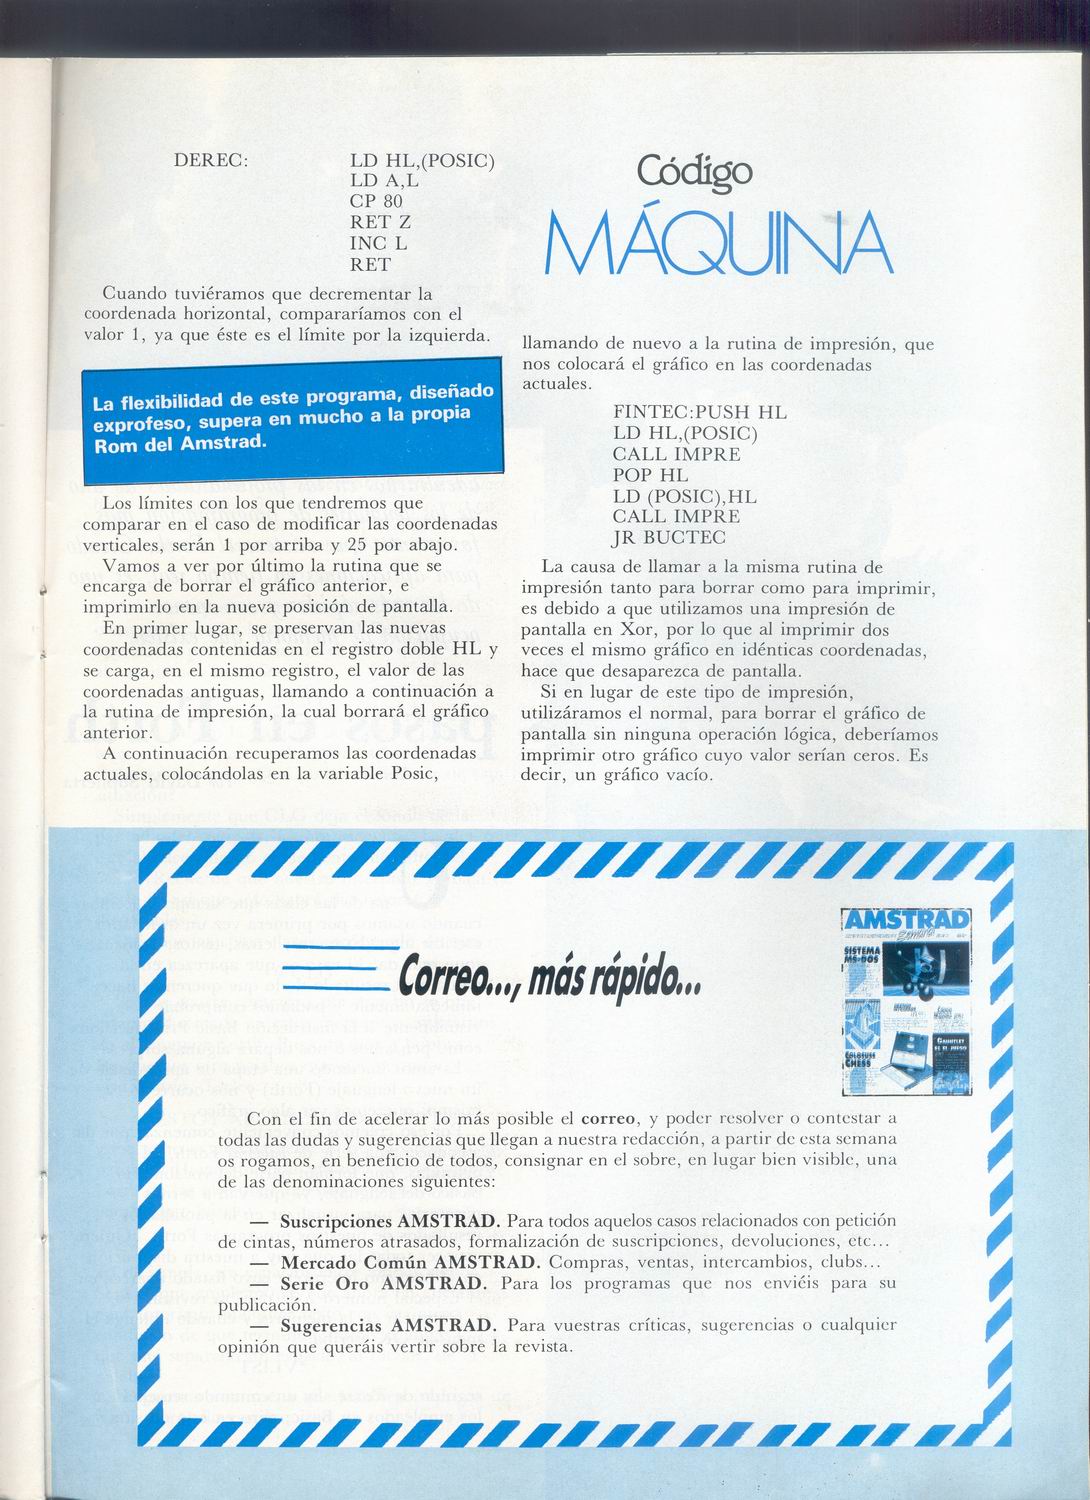 DEREC: LD HL,(POSIC)
LD A,L
CP 80
RET Z
INC L
RET
Cuando tuviéramos que decrementar la
coordenada horizontal, compararíamos con el
valor 1, ya que éste es el límite por la izquierda.
La flexibilidad de este programa, diseñado
exprofeso, supera en mucho a la propia
Rom del Amstrad.
Los límites con los que tendremos que
comparar en el caso de modificar las coordenadas
verticales, serán 1 por arriba y 25 por abajo.
Vamos a ver por último la rutina que se
encarga de borrar el gráfico anterior, e
imprimirlo en la nueva posición de pantalla.
En primer lugar, se preservan las nuevas
coordenadas contenidas en el registro doble HL y
se carga, en el mismo registro, el valor de las
coordenadas antiguas, llamando a continuación a
la rutina de impresión, la cual borrará el gráfico
anterior.
A continuación recuperamos las coordenadas
actuales, colocándolas en la variable Posic,
Código
MÁQUINA
llamando de nuevo a la rutina de impresión, que
nos colocará el gráfico en las coordenadas
actuales.
FINTEC:PUSH HL
LD HL,(POSIC)
CALL IMPRE
POP HL
LD (POSIC),HL
CALL IMPRE
JR BUCTEC
La causa de llamar a la misma rutina de
impresión tanto para borrar como para imprimir,
es debido a que utilizamos una impresión de
pantalla en Xor, por lo que al imprimir dos
veces el mismo gráfico en idénticas coordenadas,
hace que desaparezca de pantalla.
Si en lugar de este tipo de impresión,
utilizáramos el normal, para borrar el gráfico de
pantalla sin ninguna operación lógica, deberíamos
imprimir otro gráfico cuyo valor serían ceros. Es
decir, un gráfico vacío.
Correo..., más rápido...
AMSTRAD
Semanal
SISTEMA
MS-DOS
COLOSSUS
CHESS
GAUNTLET
ES EL JUEGO
Con el fin de acelerar lo más posible el correo, y poder resolver o contestar a
todas las dudas y sugerencias que llegan a nuestra redacción, a partir de esta semana
os rogamos, en beneficio de todos, consignar en el sobre, en lugar bien visible, una
de las denominaciones siguientes:
— Suscripciones AMSTRAD. Para todos aquelos casos relacionados con petición
de cintas, números atrasados, formalización de suscripciones, devoluciones, etc...
— Mercado Común AMSTRAD. Compras, ventas, intercambios, clubs...
— Serie Oro AMSTRAD. Para los programas que nos enviéis para su
publicación.
— Sugerencias AMSTRAD. Para vuestras críticas, sugerencias o cualquier
opinión que queráis vertir sobre la revista.